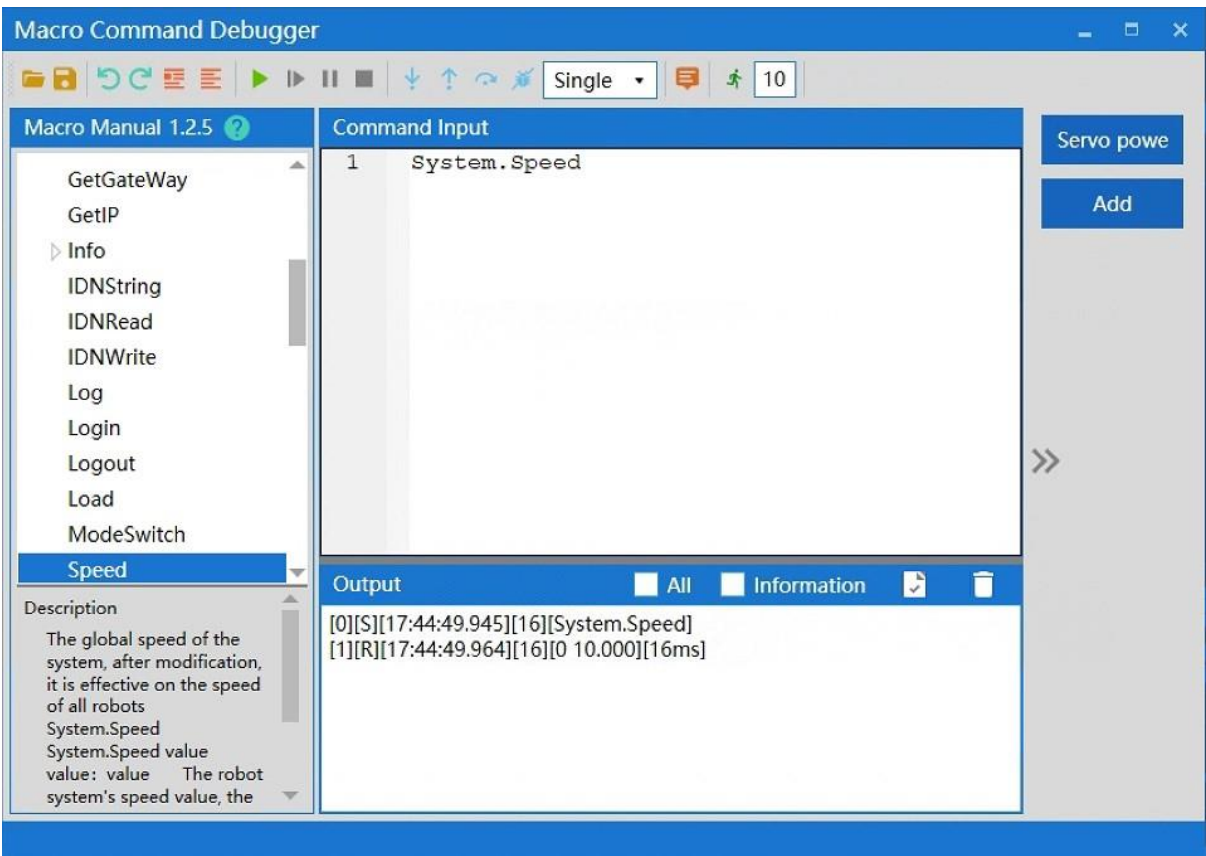 Macro Command Debugger
Single
10
Macro Manual 1.2.5 ?
GetGateWay
GetIP
Info
IDNString
IDNRead
IDNWrite
Log
Login
Logout
Load
ModeSwitch
Speed
Description
The global speed of the
system, after modification,
it is effective on the speed
of all robots
System.Speed
System.Speed value
value: value The robot
system's speed value, the
Command Input
1 System.Speed
Output All Information
[0][S][17:44:49.945][16][System.Speed]
[1][R][17:44:49.964][16][0 10.000][16ms]
Servo powe
Add